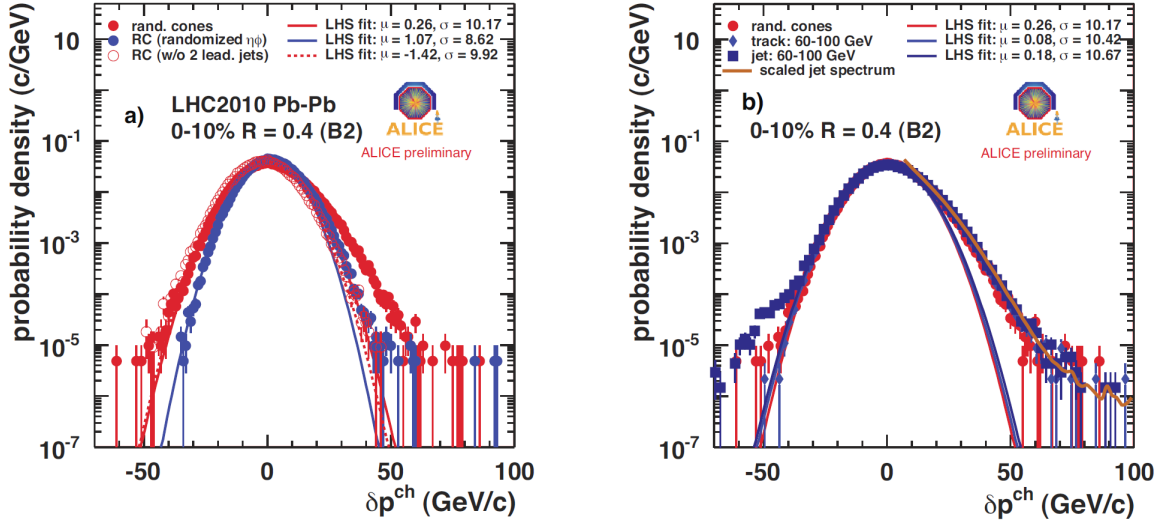 rand. cones
RC (randomized ηϕ)
RC (w/o 2 lead. jets)
LHS fit: μ = 0.26, σ = 10.17
LHS fit: μ = 1.07, σ = 8.62
LHS fit: μ = -1.42, σ = 9.92
a)
LHC2010 Pb-Pb
0-10% R = 0.4 (B2)
ALICE
ALICE preliminary
probability density (c/GeV)
10
10⁻¹
10⁻³
10⁻⁵
10⁻⁷
-50 0 50 100
δp^ch (GeV/c)
rand. cones
track: 60-100 GeV
jet: 60-100 GeV
scaled jet spectrum
LHS fit: μ = 0.26, σ = 10.17
LHS fit: μ = 0.08, σ = 10.42
LHS fit: μ = 0.18, σ = 10.67
b)
LHC2010 Pb-Pb
0-10% R = 0.4 (B2)
ALICE
ALICE preliminary
probability density (c/GeV)
10
10⁻¹
10⁻³
10⁻⁵
10⁻⁷
-50 0 50 100
δp^ch (GeV/c)